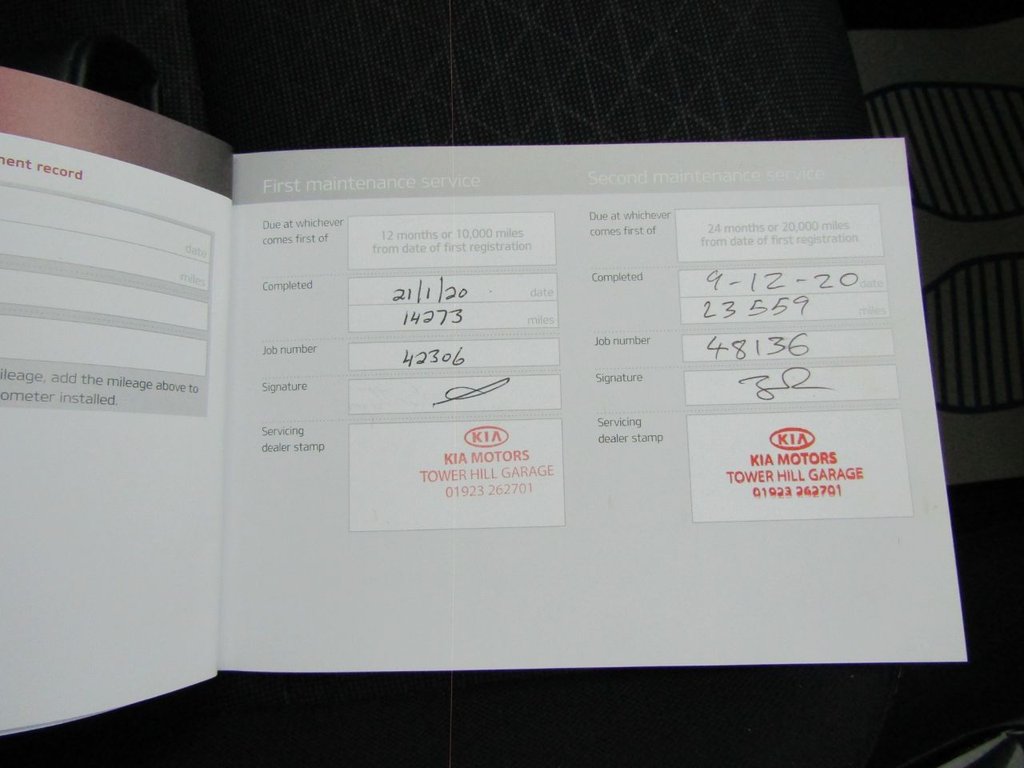 ment record
date
miles
ileage, add the mileage above to
ometer installed.
First maintenance service
Due at whichever
comes first of
12 months or 10,000 miles
from date of first registration
Completed
21/1/20 date
14273 miles
Job number
42306
Signature
Servicing
dealer stamp
KIA
KIA MOTORS
TOWER HILL GARAGE
01923 262701
Second maintenance service
Due at whichever
comes first of
24 months or 20,000 miles
from date of first registration
Completed
9-12-20 date
23559 miles
Job number
48136
Signature
Servicing
dealer stamp
KIA
KIA MOTORS
TOWER HILL GARAGE
01923 262701